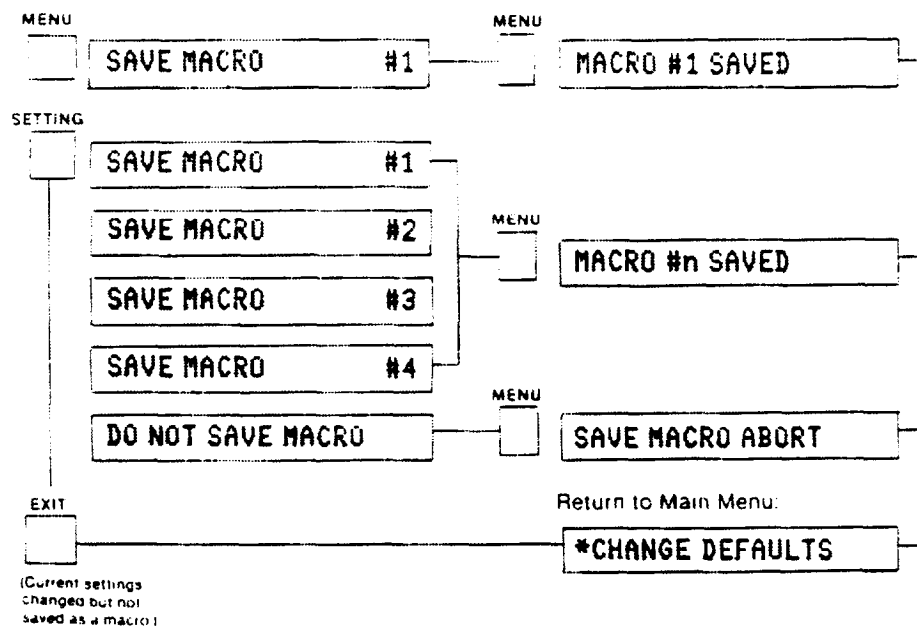 MENU MENU
SAVE MACRO #1 MACRO #1 SAVED
SETTING
SAVE MACRO #1
SAVE MACRO #2 MENU
MACRO #n SAVED
SAVE MACRO #3
SAVE MACRO #4
MENU
DO NOT SAVE MACRO SAVE MACRO ABORT
EXIT Return to Main Menu:
*CHANGE DEFAULTS
(Current settings
changed but not
saved as a macro)